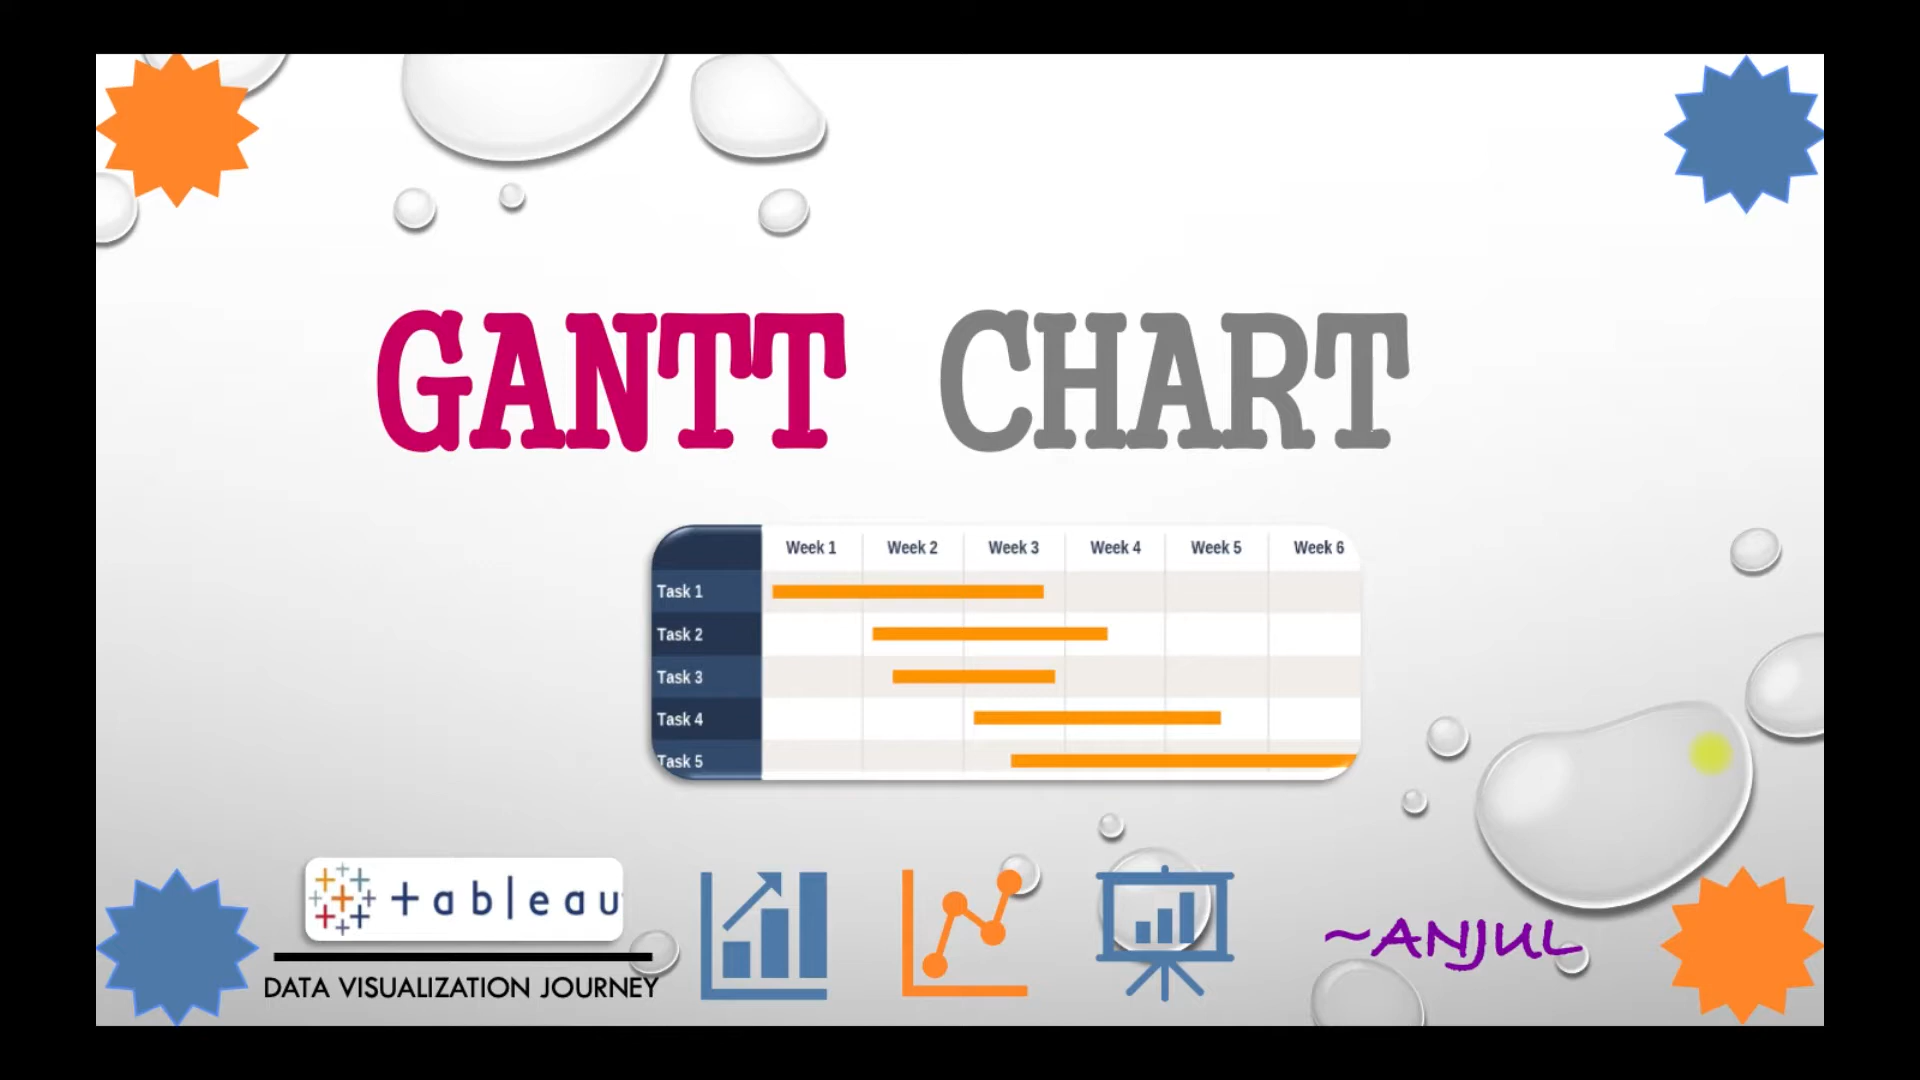 GANTT CHART
Week 1 Week 2 Week 3 Week 4 Week 5 Week 6
Task 1
Task 2
Task 3
Task 4
Task 5
+ableau
DATA VISUALIZATION JOURNEY
~ANJUL